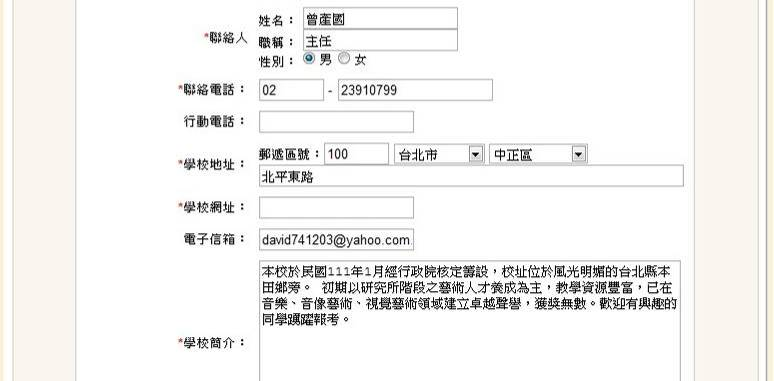 姓名： 曾產國
*聯絡人
職稱： 主任
性別： 男 女
*聯絡電話： 02 - 23910799
行動電話：
*學校地址：
郵遞區號： 100 台北市 中正區
北平東路
*學校網址：
電子信箱： david741203@yahoo.com.
本校於民國111年1月經行政院核定籌設，校址位於風光明媚的台北縣本
田鄉旁。 初期以研究所階段之藝術人才養成為主，教學資源豐富，已在
音樂、音像藝術、視覺藝術領域建立卓越聲譽，獲獎無數。歡迎有興趣的
同學踴躍報考。
*學校簡介：